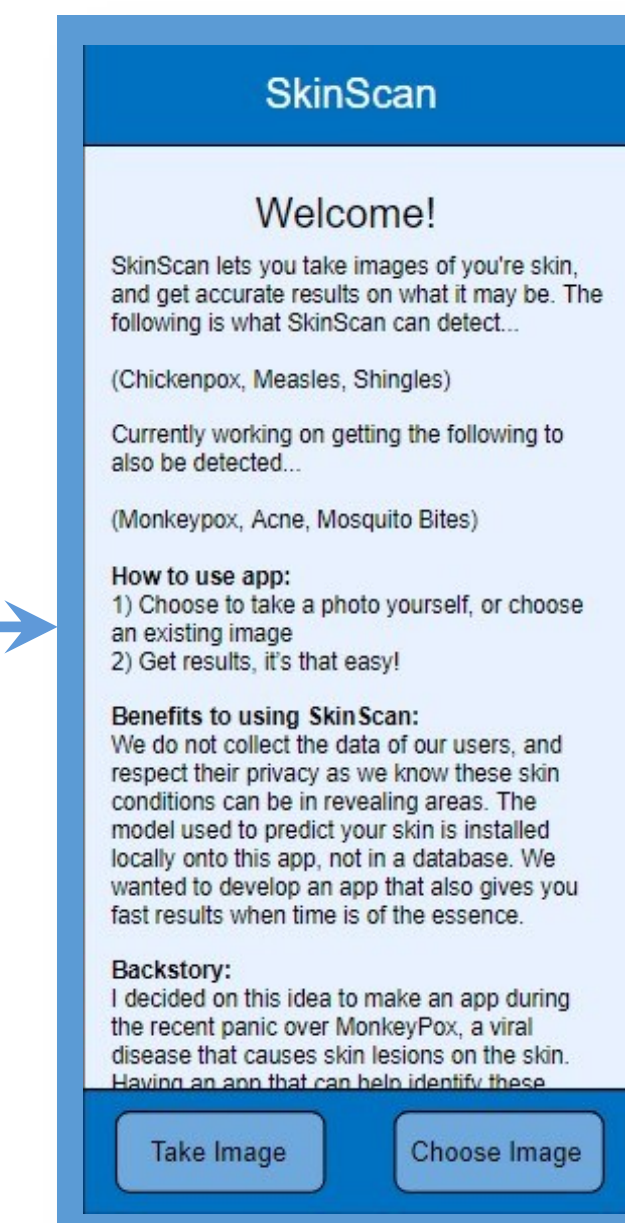 SkinScan
Welcome!
SkinScan lets you take images of you're skin,
and get accurate results on what it may be. The
following is what SkinScan can detect...
(Chickenpox, Measles, Shingles)
Currently working on getting the following to
also be detected...
(Monkeypox, Acne, Mosquito Bites)
How to use app:
1) Choose to take a photo yourself, or choose
an existing image
2) Get results, it's that easy!
Benefits to using SkinScan:
We do not collect the data of our users, and
respect their privacy as we know these skin
conditions can be in revealing areas. The
model used to predict your skin is installed
locally onto this app, not in a database. We
wanted to develop an app that also gives you
fast results when time is of the essence.
Backstory:
I decided on this idea to make an app during
the recent panic over MonkeyPox, a viral
disease that causes skin lesions on the skin.
Having an app that can help identify these
Take Image
Choose Image